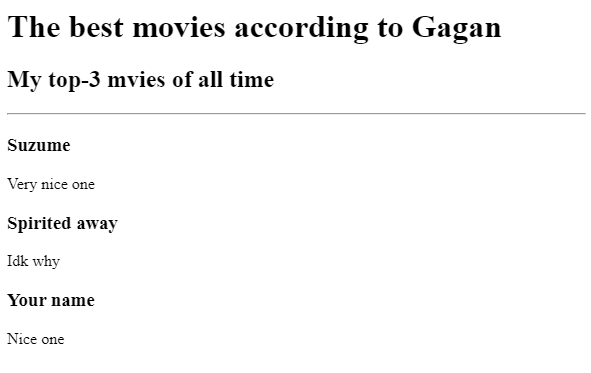 The best movies according to Gagan
My top-3 mvies of all time
Suzume
Very nice one
Spirited away
Idk why
Your name
Nice one